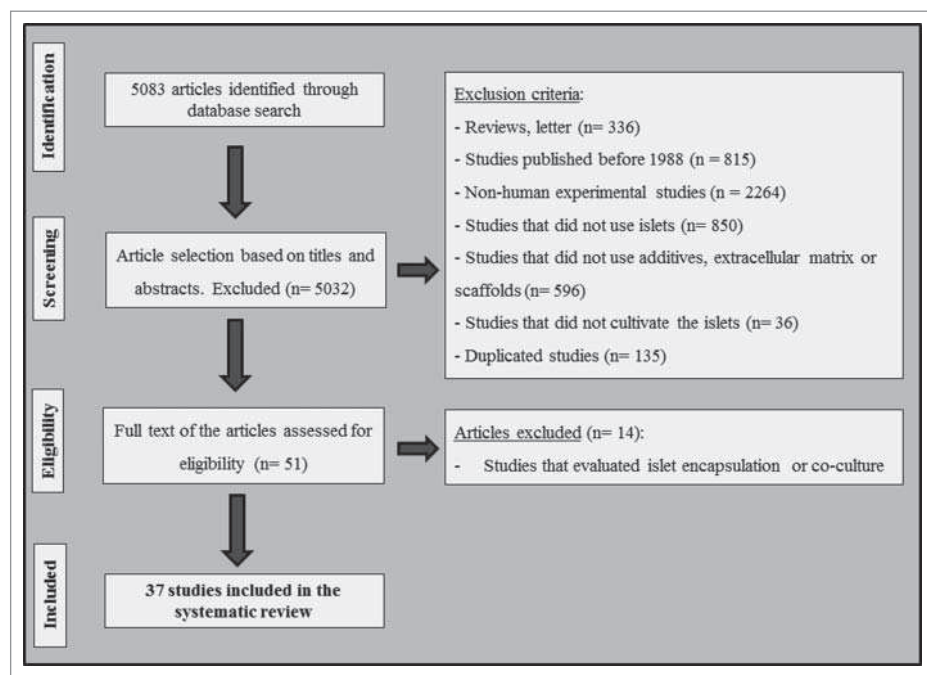 Identification
5083 articles identified through
database search
Exclusion criteria:
- Reviews, letter (n= 336)
- Studies published before 1988 (n = 815)
- Non-human experimental studies (n = 2264)
- Studies that did not use islets (n= 850)
- Studies that did not use additives, extracellular matrix or
scaffolds (n= 596)
- Studies that did not cultivate the islets (n= 36)
- Duplicated studies (n= 135)
Screening
Article selection based on titles and
abstracts. Excluded (n= 5032)
Eligibility
Full text of the articles assessed for
eligibility (n= 51)
Articles excluded (n= 14):
- Studies that evaluated islet encapsulation or co-culture
Included
37 studies included in the
systematic review